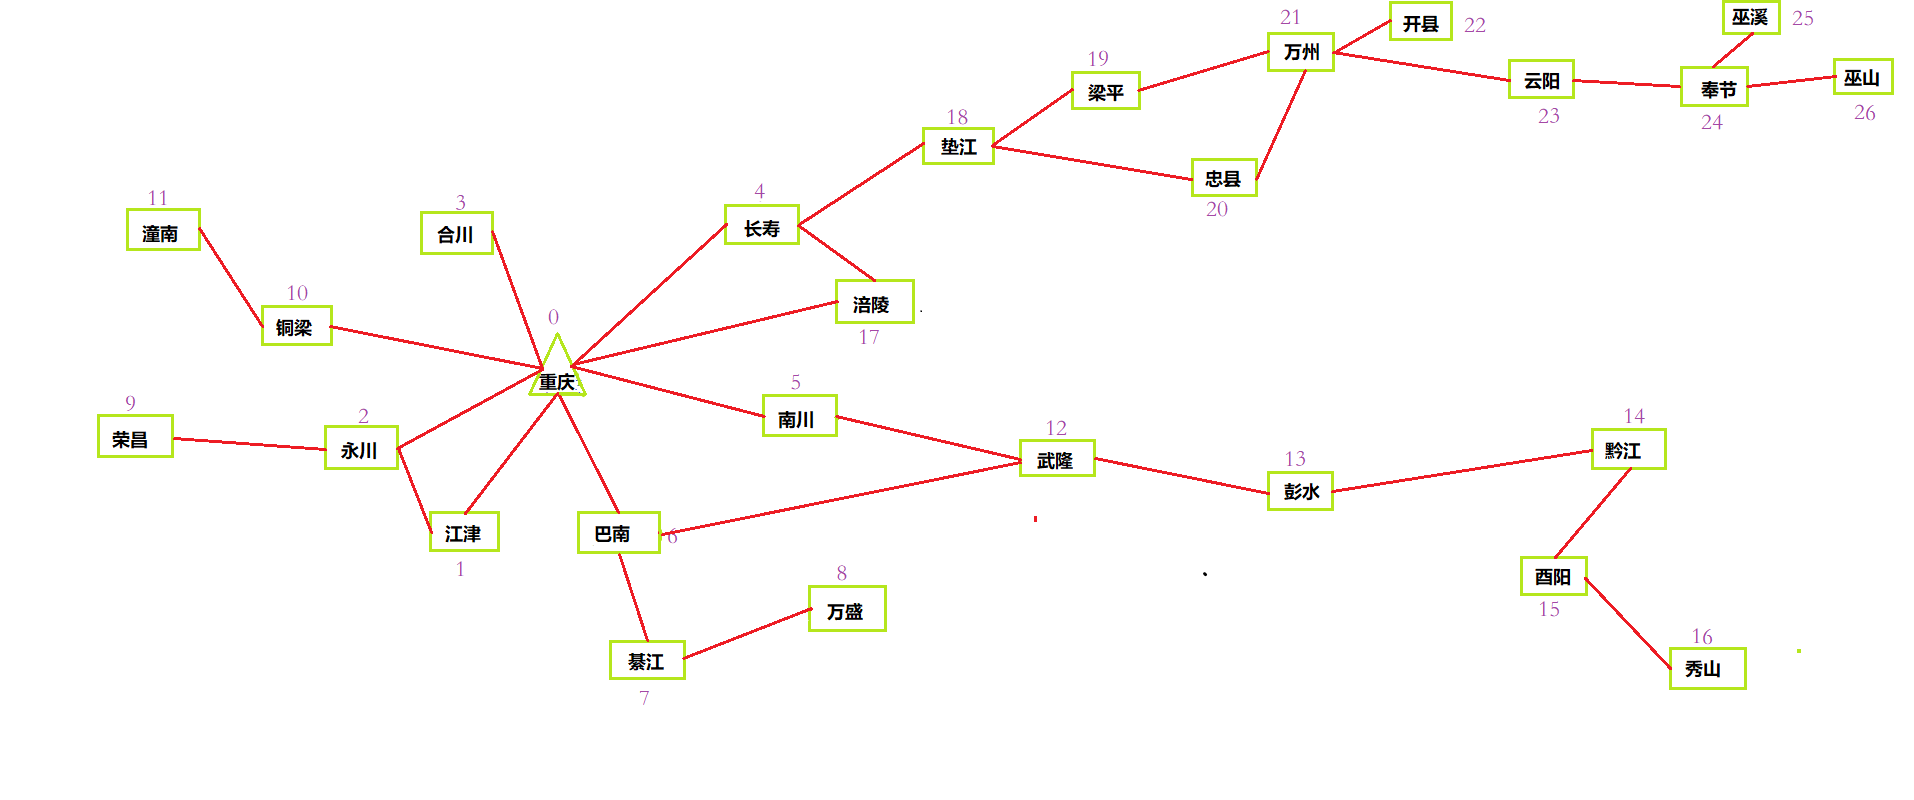 21
开县
22
巫溪
25
19
万州
梁平
云阳
23
奉节
24
巫山
26
18
垫江
忠县
20
11
潼南
3
合川
4
长寿
10
铜梁
0
重庆
涪陵
17
9
荣昌
2
永川
5
南川
12
武隆
13
彭水
14
黔江
江津
1
巴南
6
8
万盛
酉阳
15
綦江
7
16
秀山